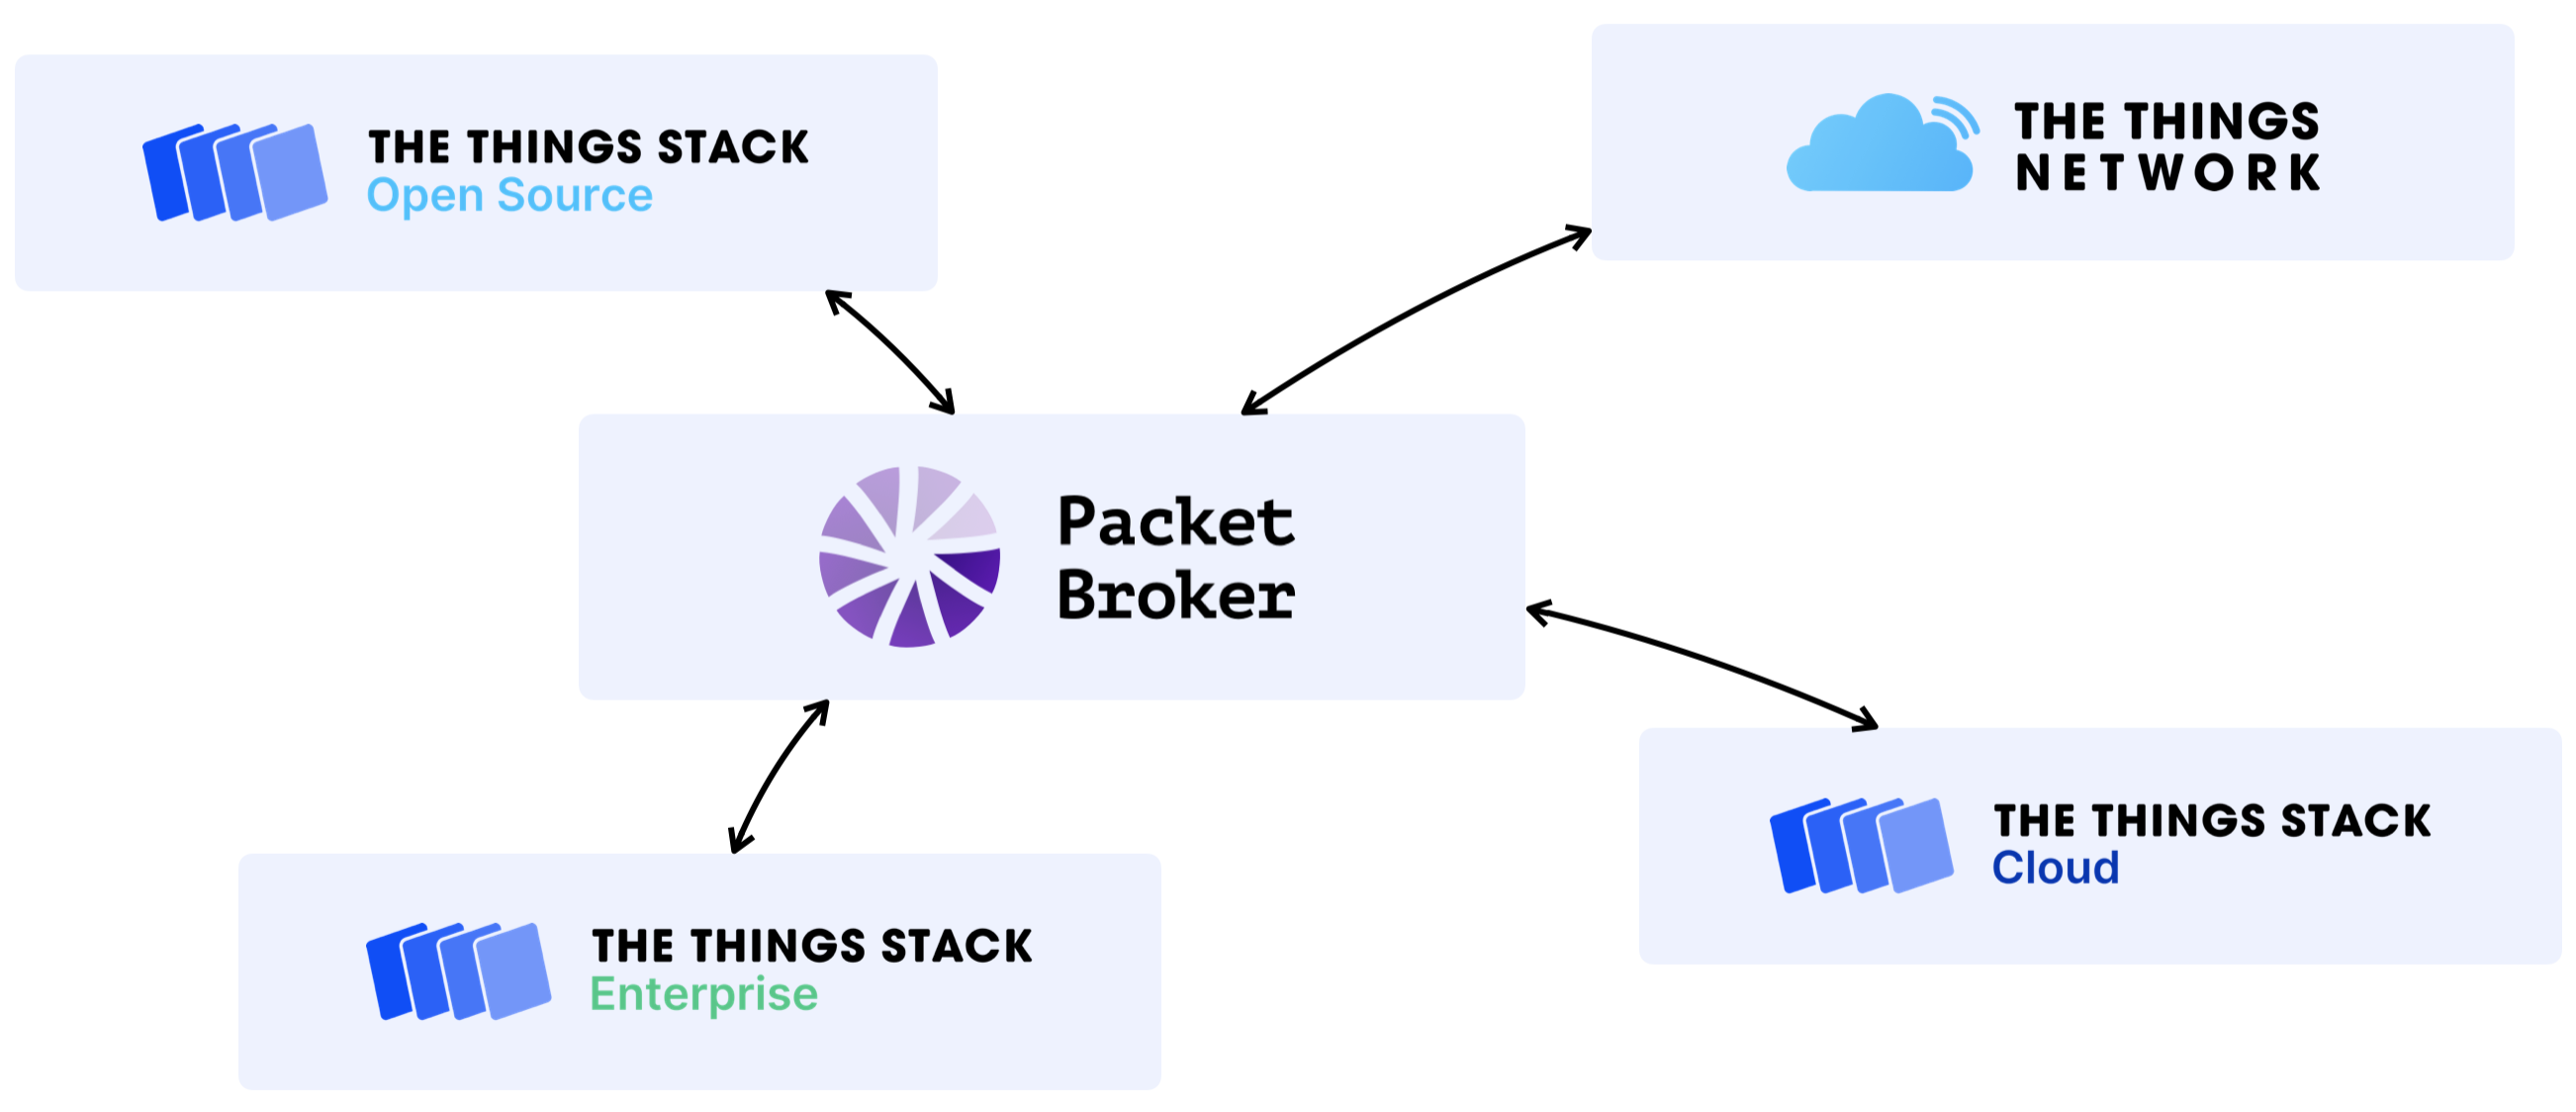 THE THINGS STACK
Open Source
THE THINGS
NETWORK
Packet
Broker
THE THINGS STACK
Cloud
THE THINGS STACK
Enterprise